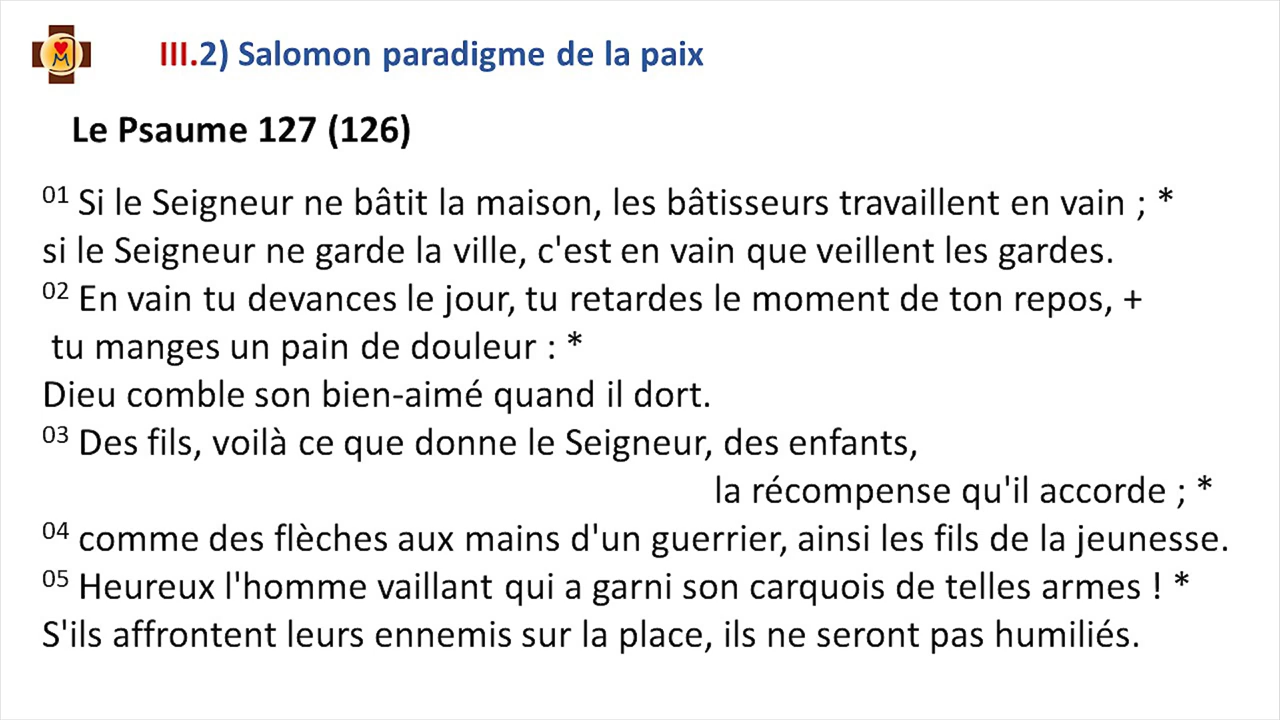 M
III.2) Salomon paradigme de la paix
Le Psaume 127 (126)
01 Si le Seigneur ne bâtit la maison, les bâtisseurs travaillent en vain ; *
si le Seigneur ne garde la ville, c'est en vain que veillent les gardes.
02 En vain tu devances le jour, tu retardes le moment de ton repos, +
tu manges un pain de douleur : *
Dieu comble son bien-aimé quand il dort.
03 Des fils, voilà ce que donne le Seigneur, des enfants,
la récompense qu'il accorde ; *
04 comme des flèches aux mains d'un guerrier, ainsi les fils de la jeunesse.
05 Heureux l'homme vaillant qui a garni son carquois de telles armes ! *
S'ils affrontent leurs ennemis sur la place, ils ne seront pas humiliés.